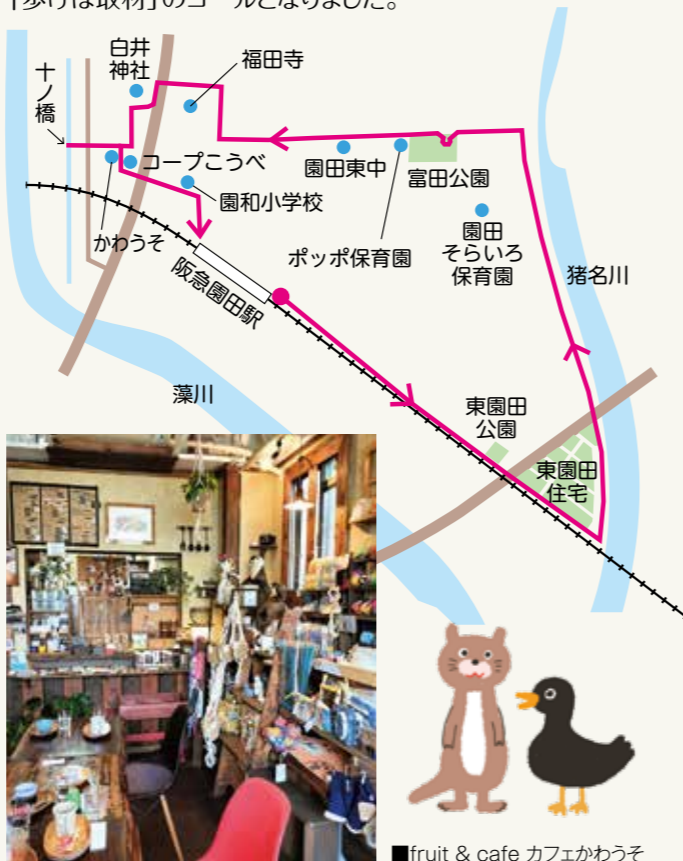 「歩けば取材」のゴールとなりました。
白井
神社
福田寺
十ノ橋
コープこうべ
園和小学校
かわうそ
阪急園田駅
園田東中
富田公園
ポッポ保育園
園田
そらいろ
保育園
猪名川
藻川
東園田
公園
東園田
住宅
■fruit & cafe カフェかわうそ